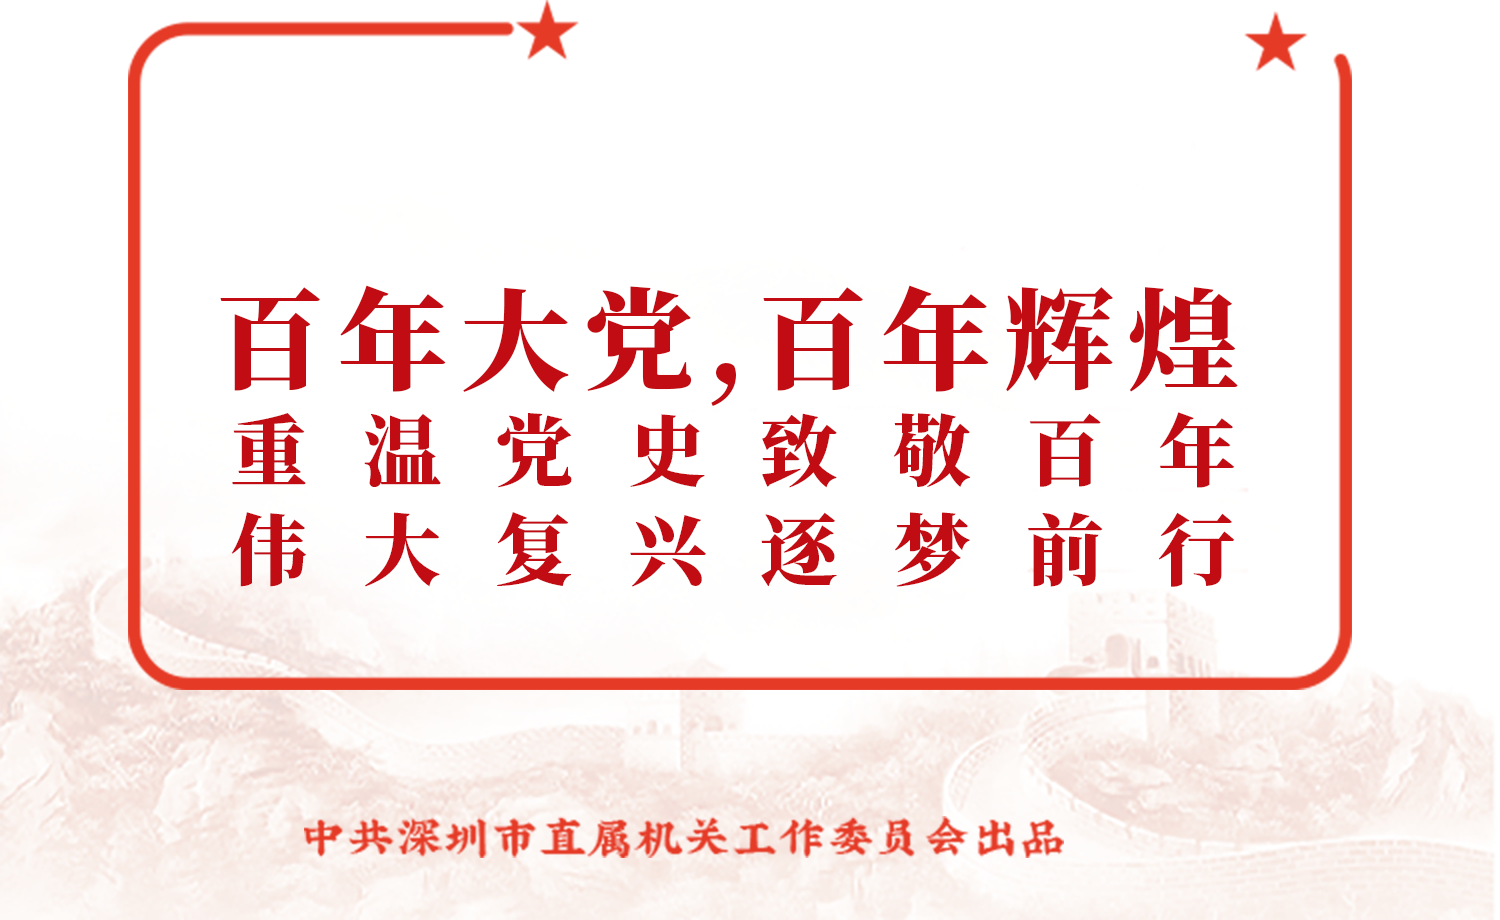 百年大党,百年辉煌
重温党史致敬百年
伟大复兴逐梦前行
中共深圳市直属机关工作委员会出品